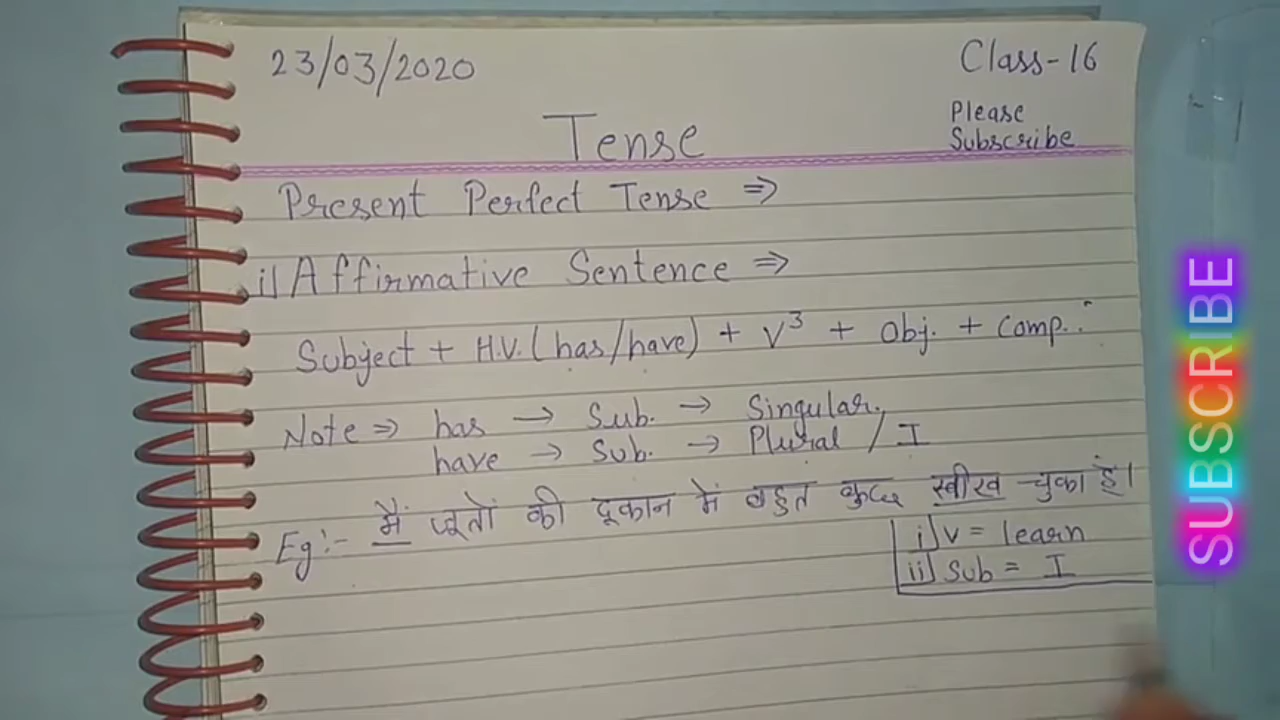 23/03/2020
Class-16
Please
Subscribe
Tense
Present Perfect Tense ⇒
i) Affirmative Sentence ⇒
Subject + H.V. (has/have) + V³ + Obj. + Comp..
Note ⇒ has → Sub. → Singular.
have → Sub. → Plural / I
Eg:- मैं जूतों की दूकान में बहुत कुछ सीख चुका हूं।
i) V = learn
ii) Sub = I
SUBSCRIBE